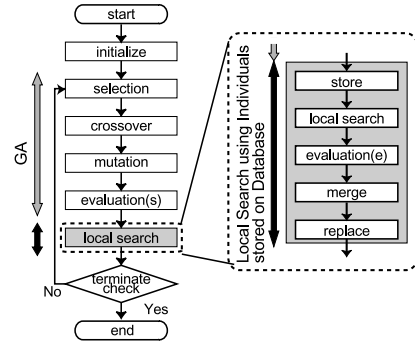 start
initialize
selection
crossover
mutation
evaluation(s)
local search
terminate
check
No
Yes
end
GA
Local Search using Individuals
stored on Database
store
local search
evaluation(e)
merge
replace